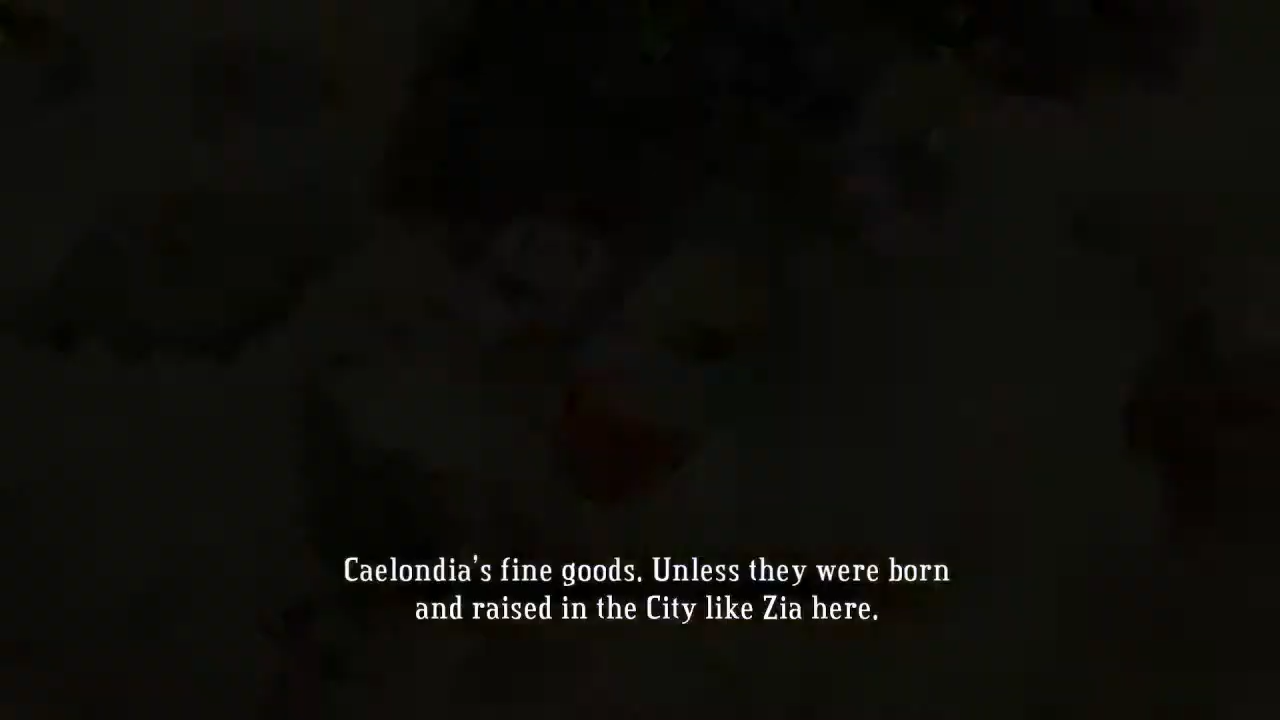 Caelondia's fine goods. Unless they were born
and raised in the City like Zia here.